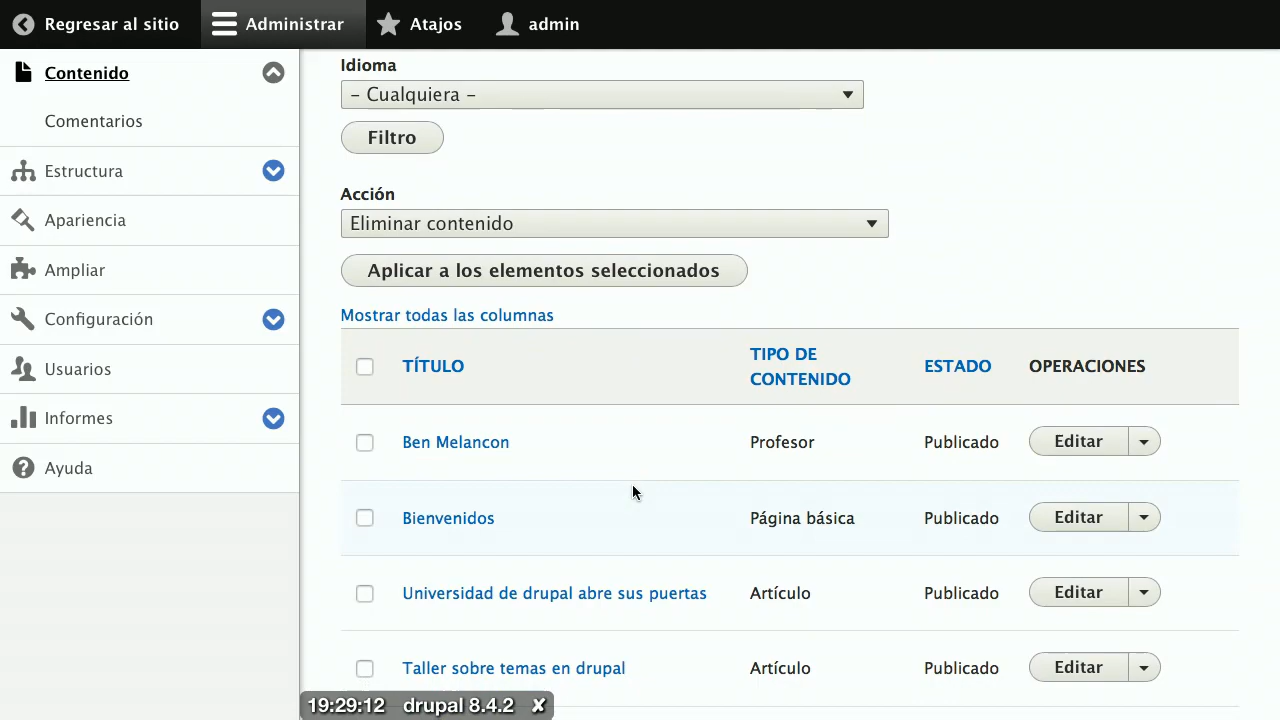 Regresar al sitio Administrar Atajos admin
Contenido
Comentarios
Estructura
Apariencia
Ampliar
Configuración
Usuarios
Informes
Ayuda
Idioma
– Cualquiera –
Filtro
Acción
Eliminar contenido
Aplicar a los elementos seleccionados
Mostrar todas las columnas
TÍTULO TIPO DE CONTENIDO ESTADO OPERACIONES
Ben Melancon Profesor Publicado Editar
Bienvenidos Página básica Publicado Editar
Universidad de drupal abre sus puertas Artículo Publicado Editar
Taller sobre temas en drupal Artículo Publicado Editar
19:29:12 drupal 8.4.2 ✘